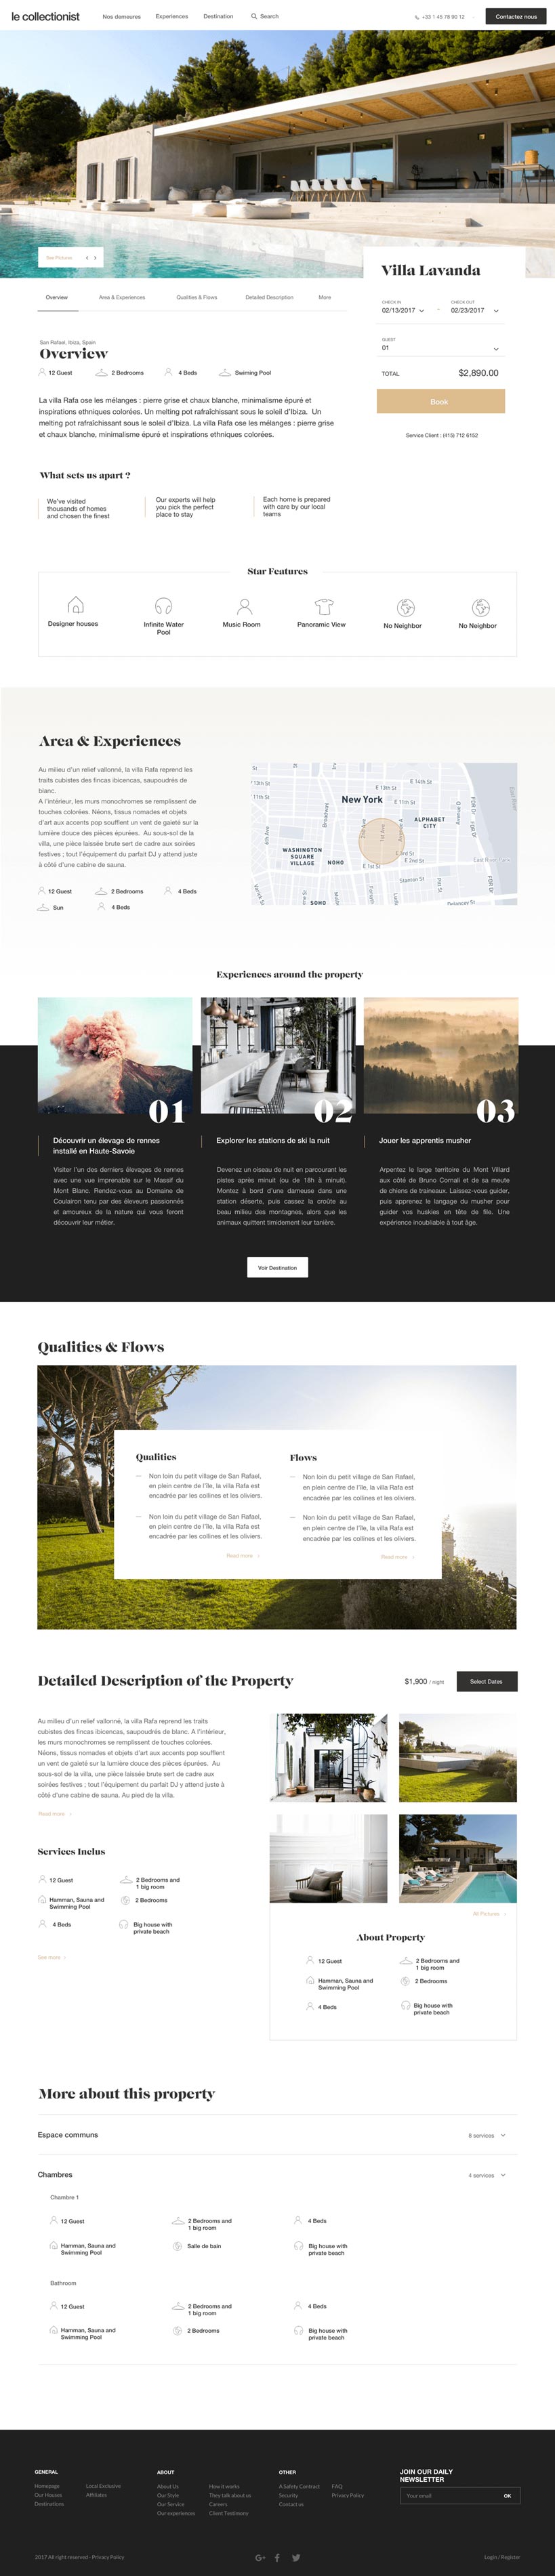 le collectionist
Nos demeures
Experiences
Destination
Search
+33 1 45 78 90 12
Contactez nous
See Pictures
Villa Lavanda
CHECK IN
CHECK OUT
02/13/2017
-
02/23/2017
GUEST
01
TOTAL
$2,890.00
Book
Service Client : (415) 712 6152
Overview
Area & Experiences
Qualities & Flows
Detailed Description
More
San Rafael, Ibiza, Spain
Overview
12 Guest
2 Bedrooms
4 Beds
Swiming Pool
La villa Rafa ose les mélanges : pierre grise et chaux blanche, minimalisme épuré et
inspirations ethniques colorées. Un melting pot rafraîchissant sous le soleil d'Ibiza. Un
melting pot rafraîchissant sous le soleil d'Ibiza. La villa Rafa ose les mélanges : pierre grise
et chaux blanche, minimalisme épuré et inspirations ethniques colorées.
What sets us apart ?
We've visited
thousands of homes
and chosen the finest
Our experts will help
you pick the perfect
place to stay
Each home is prepared
with care by our local
teams
Star Features
Designer houses
Infinite Water
Pool
Music Room
Panoramic View
No Neighbor
No Neighbor
Area & Experiences
Au milieu d'un relief vallonné, la villa Rafa reprend les
traits cubistes des fincas ibicencas, saupoudrés de
blanc.
A l'intérieur, les murs monochromes se remplissent de
touches colorées. Néons, tissus nomades et objets
d'art aux accents pop soufflent un vent de gaieté sur la
lumière douce des pièces épurées. Au sous-sol de la
villa, une pièce laissée brute sert de cadre aux soirées
festives ; tout l'équipement du parfait DJ y attend juste
à côté d'une cabine de sauna.
12 Guest
2 Bedrooms
4 Beds
Sun
4 Beds
E 14th St
E 13th St
13th St
11th St
New York
E 11th St
ALPHABET
CITY
Broadway
Avenue D
FDR Dr
FDR Dr
East River
8th Ave
1st Ave
WASHINGTON
SQUARE
VILLAGE
NOHO
E 3rd St
E 2nd St
E 1st St
East River Park
Stanton St
Pitt St
Varick St
SOHO
Delancey St
FDR Dr
Experiences around the property
01
02
03
Découvrir un élevage de rennes
installé en Haute-Savoie
Visiter l'un des derniers élevages de rennes
avec une vue imprenable sur le Massif du
Mont Blanc. Rendez-vous au Domaine de
Coulairon tenu par des éleveurs passionnés
et amoureux de la nature qui vous feront
découvrir leur métier.
Explorer les stations de ski la nuit
Devenez un oiseau de nuit en parcourant les
pistes après minuit (ou de 18h à minuit).
Montez à bord d'une dameuse dans une
station déserte, puis cassez la croûte au
beau milieu des montagnes, alors que les
animaux quittent timidement leur tanière.
Jouer les apprentis musher
Arpentez le large territoire du Mont Villard
aux côté de Bruno Cornali et de sa meute
de chiens de traineaux. Laissez-vous guider,
puis apprenez le langage du musher pour
guider vos huskies en tête de file. Une
expérience inoubliable à tout âge.
Voir Destination
Qualities & Flows
Qualities
Non loin du petit village de San Rafael,
en plein centre de l'île, la villa Rafa est
encadrée par les collines et les oliviers.
Non loin du petit village de San Rafael,
en plein centre de l'île, la villa Rafa est
encadrée par les collines et les oliviers.
Read more
Flows
Non loin du petit village de San Rafael,
en plein centre de l'île, la villa Rafa est
encadrée par les collines et les oliviers.
Non loin du petit village de San Rafael,
en plein centre de l'île, la villa Rafa est
encadrée par les collines et les oliviers.
Read more
Detailed Description of the Property
$1,900 / night
Select Dates
Au milieu d'un relief vallonné, la villa Rafa reprend les traits
cubistes des fincas ibicencas, saupoudrés de blanc. A l'intérieur,
les murs monochromes se remplissent de touches colorées.
Néons, tissus nomades et objets d'art aux accents pop soufflent
un vent de gaieté sur la lumière douce des pièces épurées. Au
sous-sol de la villa, une pièce laissée brute sert de cadre aux
soirées festives ; tout l'équipement du parfait DJ y attend juste à
côté d'une cabine de sauna. Au pied de la villa.
Read more
Services Inclus
12 Guest
2 Bedrooms and
1 big room
Hamman, Sauna and
Swimming Pool
2 Bedrooms
4 Beds
Big house with
private beach
See more
All Pictures
About Property
12 Guest
2 Bedrooms and
1 big room
Hamman, Sauna and
Swimming Pool
2 Bedrooms
4 Beds
Big house with
private beach
More about this property
Espace communs
8 services
Chambres
4 services
Chambre 1
12 Guest
2 Bedrooms and
1 big room
4 Beds
Hamman, Sauna and
Swimming Pool
Salle de bain
Big house with
private beach
Bathroom
12 Guest
2 Bedrooms and
1 big room
4 Beds
Hamman, Sauna and
Swimming Pool
2 Bedrooms
Big house with
private beach
GENERAL
Homepage
Our Houses
Destinations
Local Exclusive
Affiliates
ABOUT
About Us
Our Style
Our Service
Our experiences
How it works
They talk about us
Careers
Client Testimony
OTHER
A Safety Contract
Security
Contact us
FAQ
Privacy Policy
JOIN OUR DAILY
NEWSLETTER
Your email
OK
2017 All right reserved - Privacy Policy
G+
Login / Register